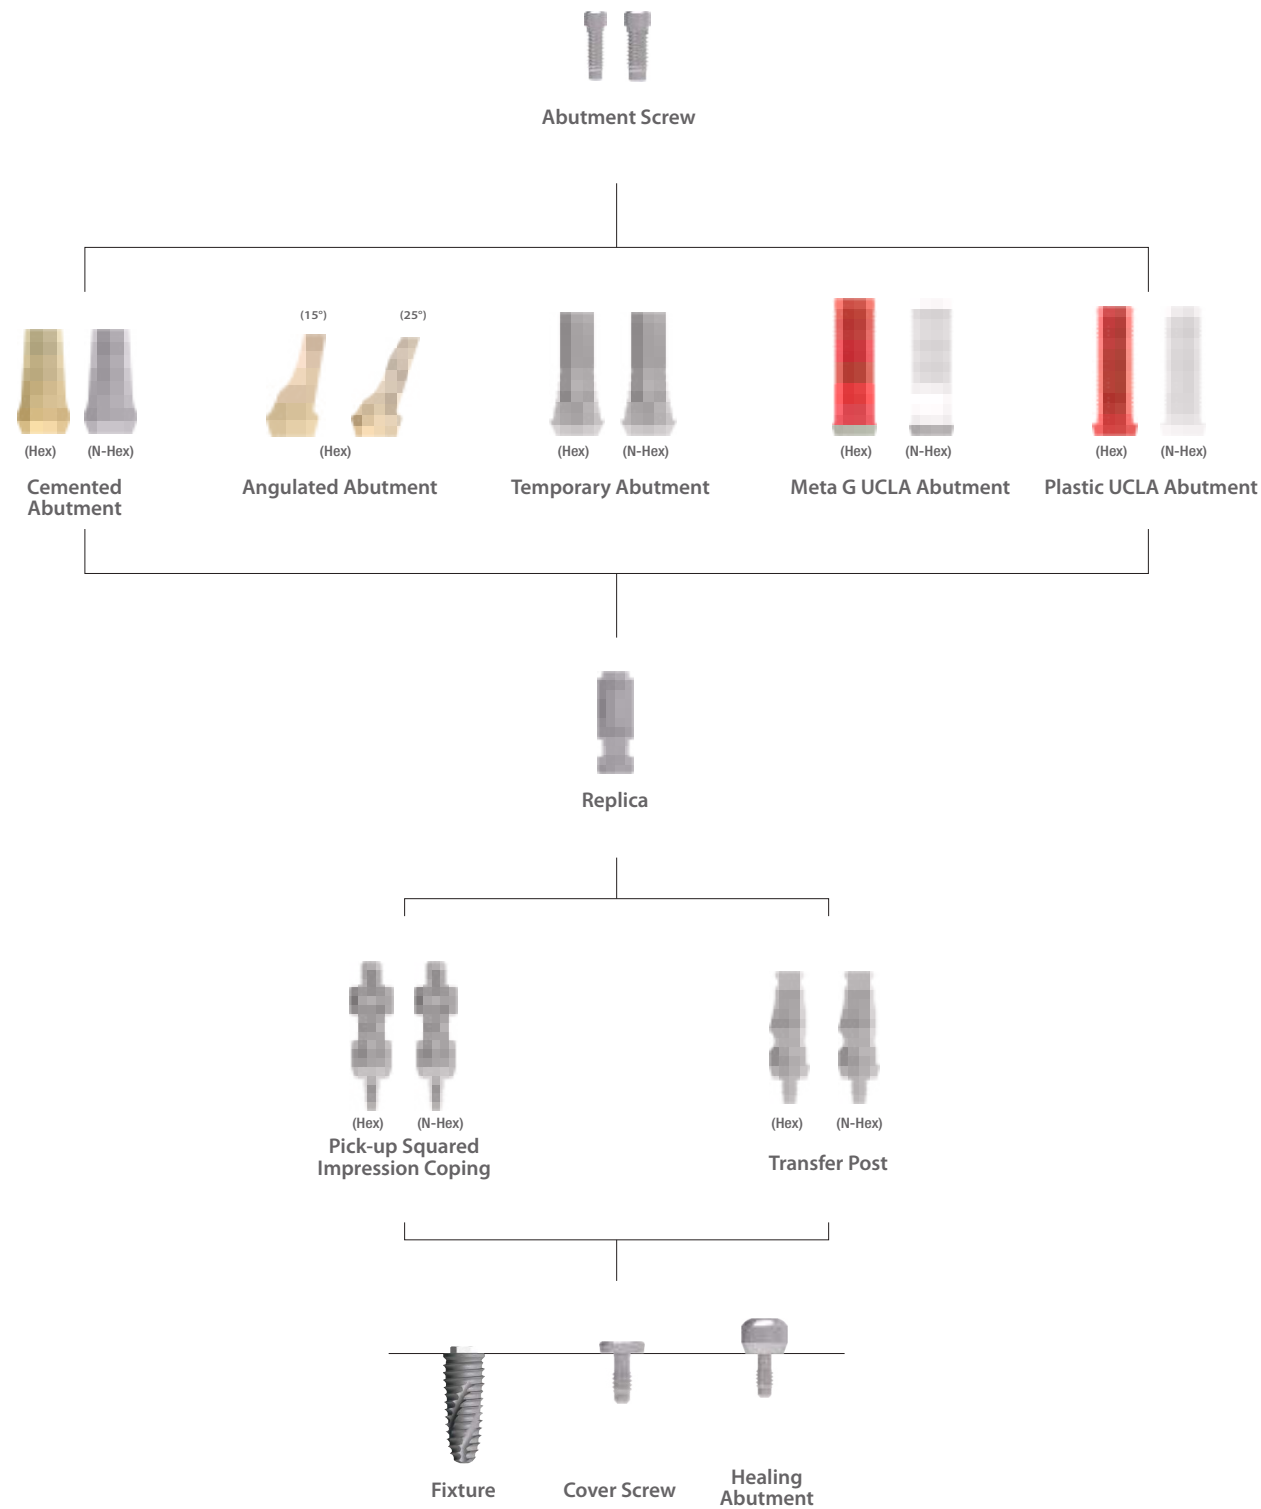 Abutment Screw
(15°) (25°)
(Hex) (N-Hex) (Hex) (Hex) (N-Hex) (Hex) (N-Hex) (Hex) (N-Hex)
Cemented
Abutment
Angulated Abutment
Temporary Abutment
Meta G UCLA Abutment
Plastic UCLA Abutment
Replica
(Hex) (N-Hex)
Pick-up Squared
Impression Coping
(Hex) (N-Hex)
Transfer Post
Fixture
Cover Screw
Healing
Abutment